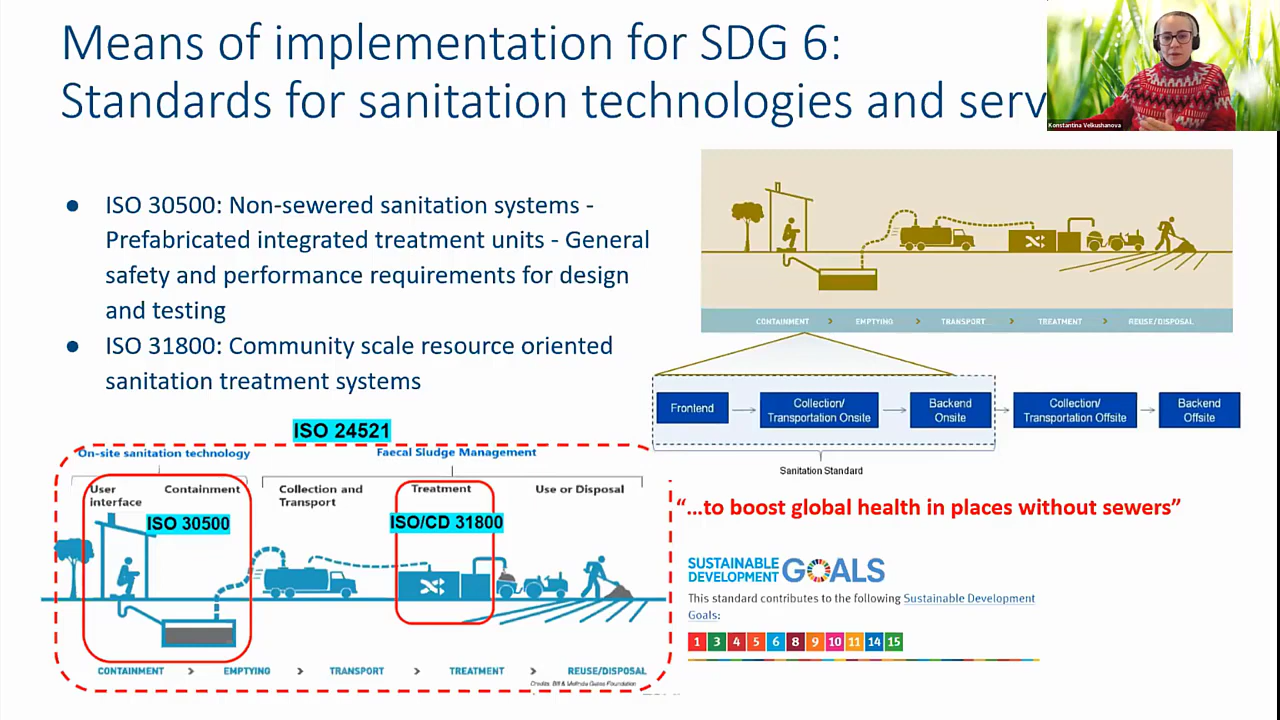 Means of implementation for SDG 6:
Standards for sanitation technologies and serv
Konstantina Velkushanova
● ISO 30500: Non-sewered sanitation systems -
Prefabricated integrated treatment units - General
safety and performance requirements for design
and testing
● ISO 31800: Community scale resource oriented
sanitation treatment systems
CONTAINMENT > EMPTYING > TRANSPORT > TREATMENT > REUSE/DISPOSAL
Frontend
Collection/
Transportation Onsite
Backend
Onsite
Collection/
Transportation Offsite
Backend
Offsite
Sanitation Standard
ISO 24521
On-site sanitation technology
Faecal Sludge Management
User
interface
Containment
Collection and
Transport
Treatment
Use or Disposal
ISO 30500
ISO/CD 31800
CONTAINMENT > EMPTYING > TRANSPORT > TREATMENT > REUSE/DISPOSAL
Credits: Bill & Melinda Gates Foundation
“...to boost global health in places without sewers”
SUSTAINABLE
DEVELOPMENT GOALS
This standard contributes to the following Sustainable Development
Goals:
1 3 4 5 6 8 9 10 11 14 15